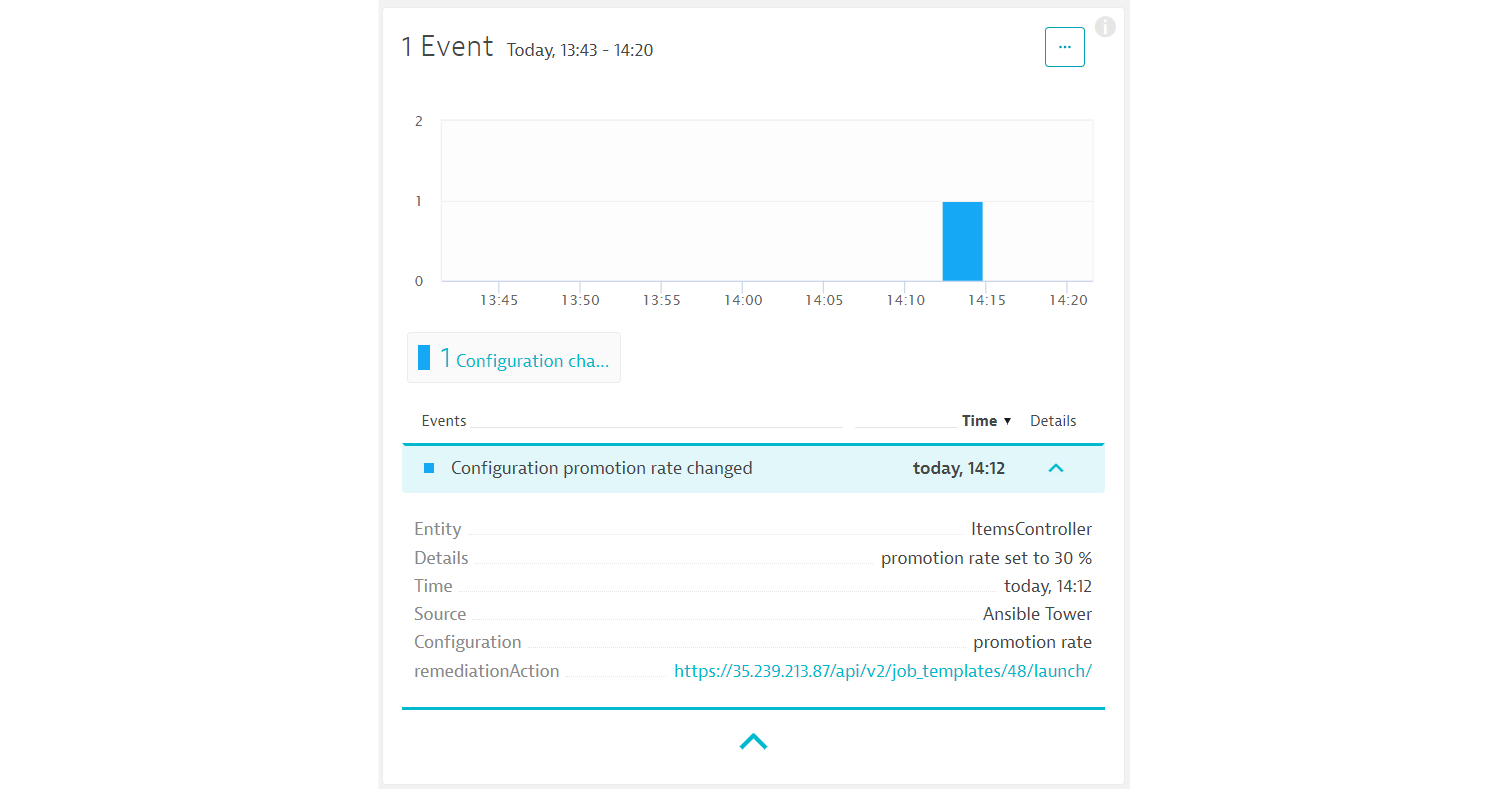 1 Event Today, 13:43 - 14:20
...
i
2
1
0
13:45 13:50 13:55 14:00 14:05 14:10 14:15 14:20
1 Configuration cha...
Events Time ▼ Details
Configuration promotion rate changed today, 14:12
Entity ItemsController
Details promotion rate set to 30 %
Time today, 14:12
Source Ansible Tower
Configuration promotion rate
remediationAction https://35.239.213.87/api/v2/job_templates/48/launch/